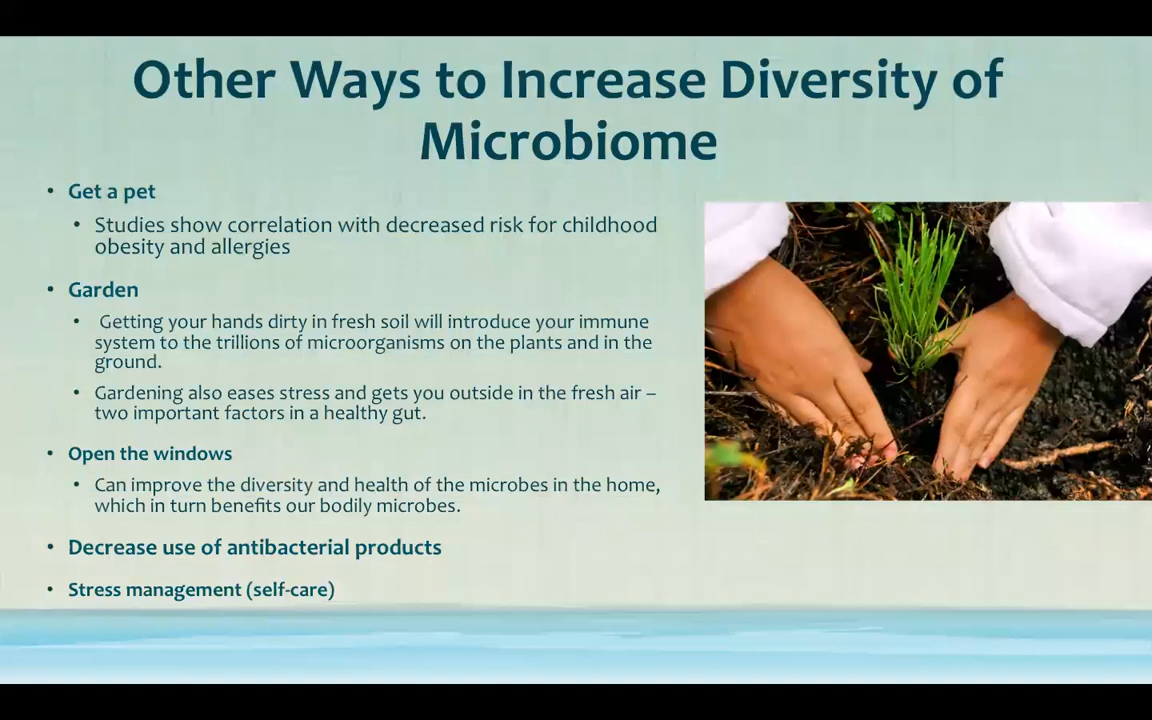 Other Ways to Increase Diversity of
Microbiome
• Get a pet
• Studies show correlation with decreased risk for childhood
obesity and allergies
• Garden
• Getting your hands dirty in fresh soil will introduce your immune
system to the trillions of microorganisms on the plants and in the
ground.
• Gardening also eases stress and gets you outside in the fresh air –
two important factors in a healthy gut.
• Open the windows
• Can improve the diversity and health of the microbes in the home,
which in turn benefits our bodily microbes.
• Decrease use of antibacterial products
• Stress management (self-care)